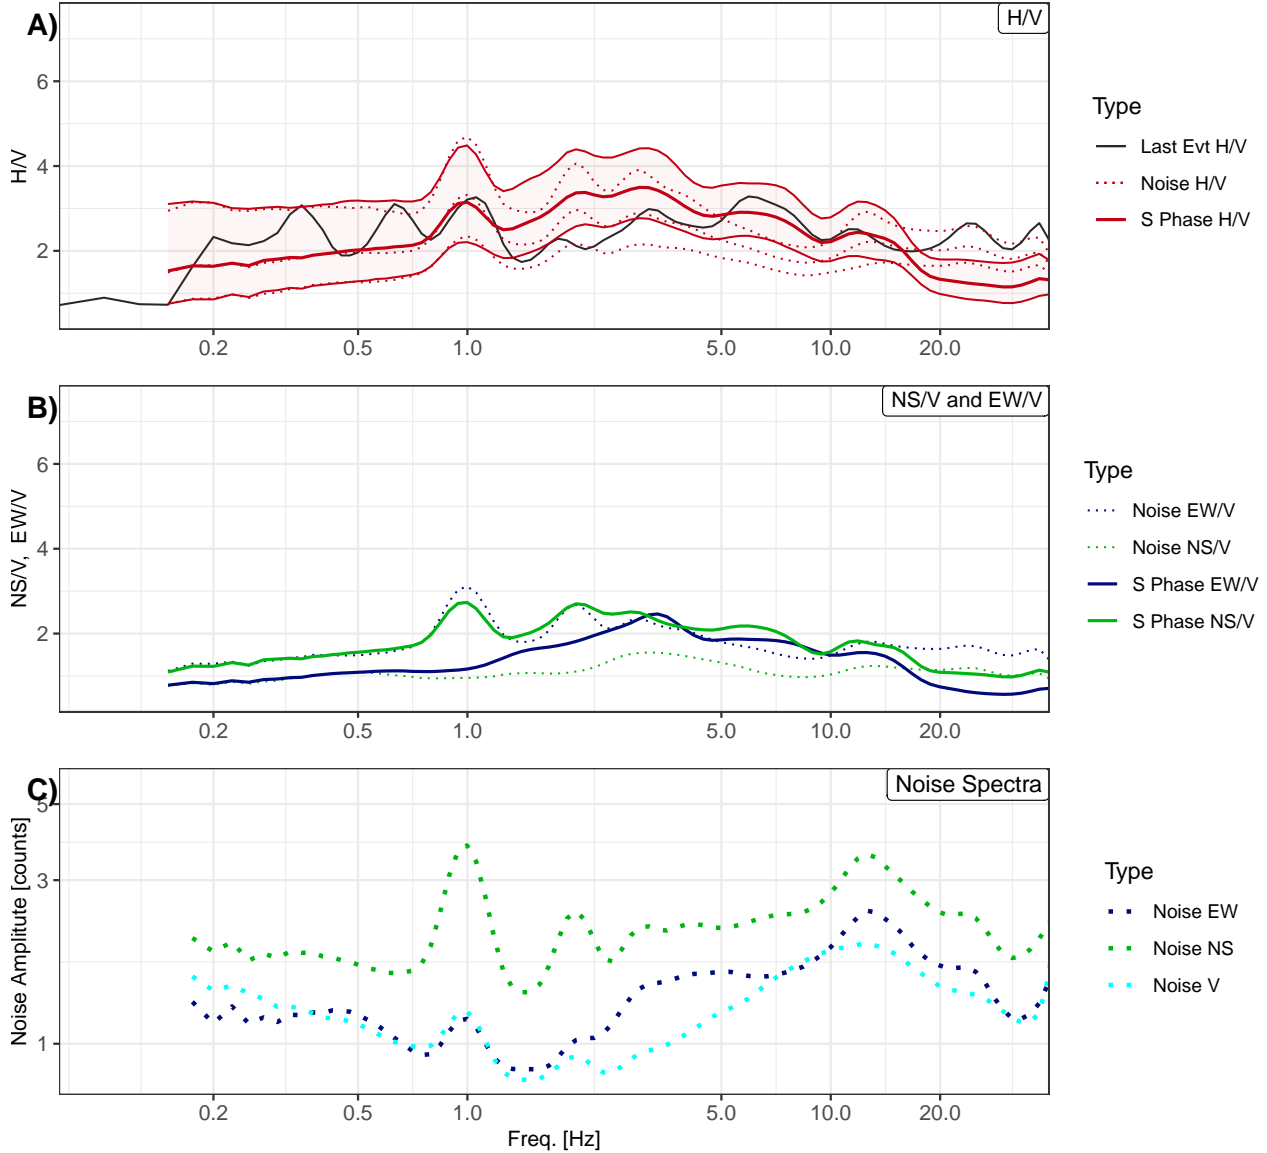 A)
H/V
6
4
2
H/V
0.2 0.5 1.0 5.0 10.0 20.0
Type
Last Evt H/V
Noise H/V
S Phase H/V
B)
NS/V and EW/V
6
4
2
NS/V, EW/V
0.2 0.5 1.0 5.0 10.0 20.0
Type
Noise EW/V
Noise NS/V
S Phase EW/V
S Phase NS/V
C)
Noise Spectra
5
3
1
Noise Amplitude [counts]
0.2 0.5 1.0 5.0 10.0 20.0
Freq. [Hz]
Type
Noise EW
Noise NS
Noise V